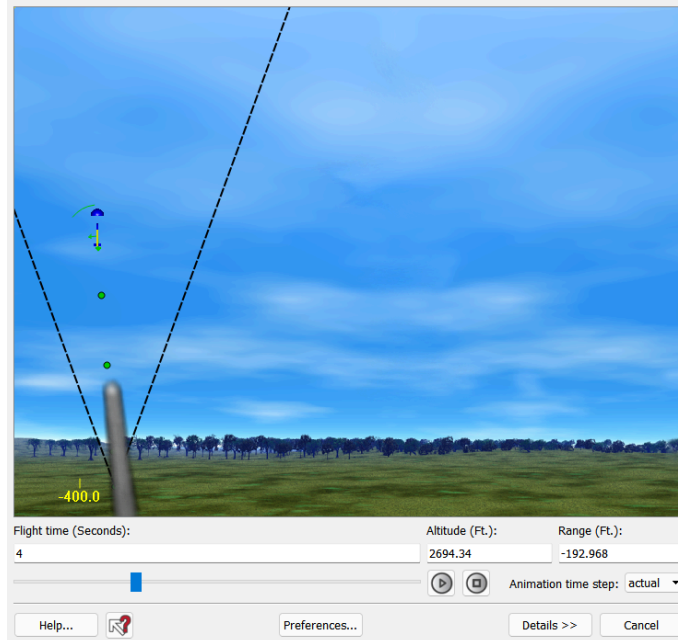 -400.0
Flight time (Seconds):
Altitude (Ft.):
Range (Ft.):
4
2694.34
-192.968
Animation time step:
actual
Help...
?
Preferences...
Details >>
Cancel